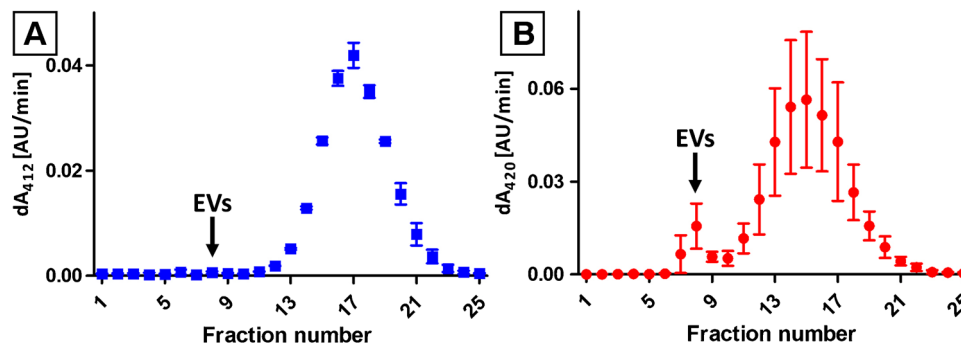 A
dA412 [AU/min]
0.04
0.02
0.00
EVs
1
5
9
13
17
21
25
Fraction number
B
dA420 [AU/min]
0.06
0.03
0.00
EVs
1
5
9
13
17
21
25
Fraction number